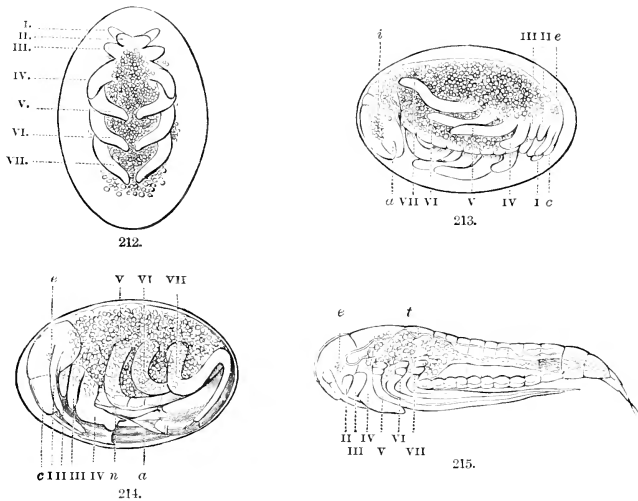 I.
II.
III.
IV.
V.
VI.
VII.
212.
i III II e
a VII VI V IV I c
213.
e V VI VII
c I II III IV n a
214.
e t
II IV VI
III V VII
215.